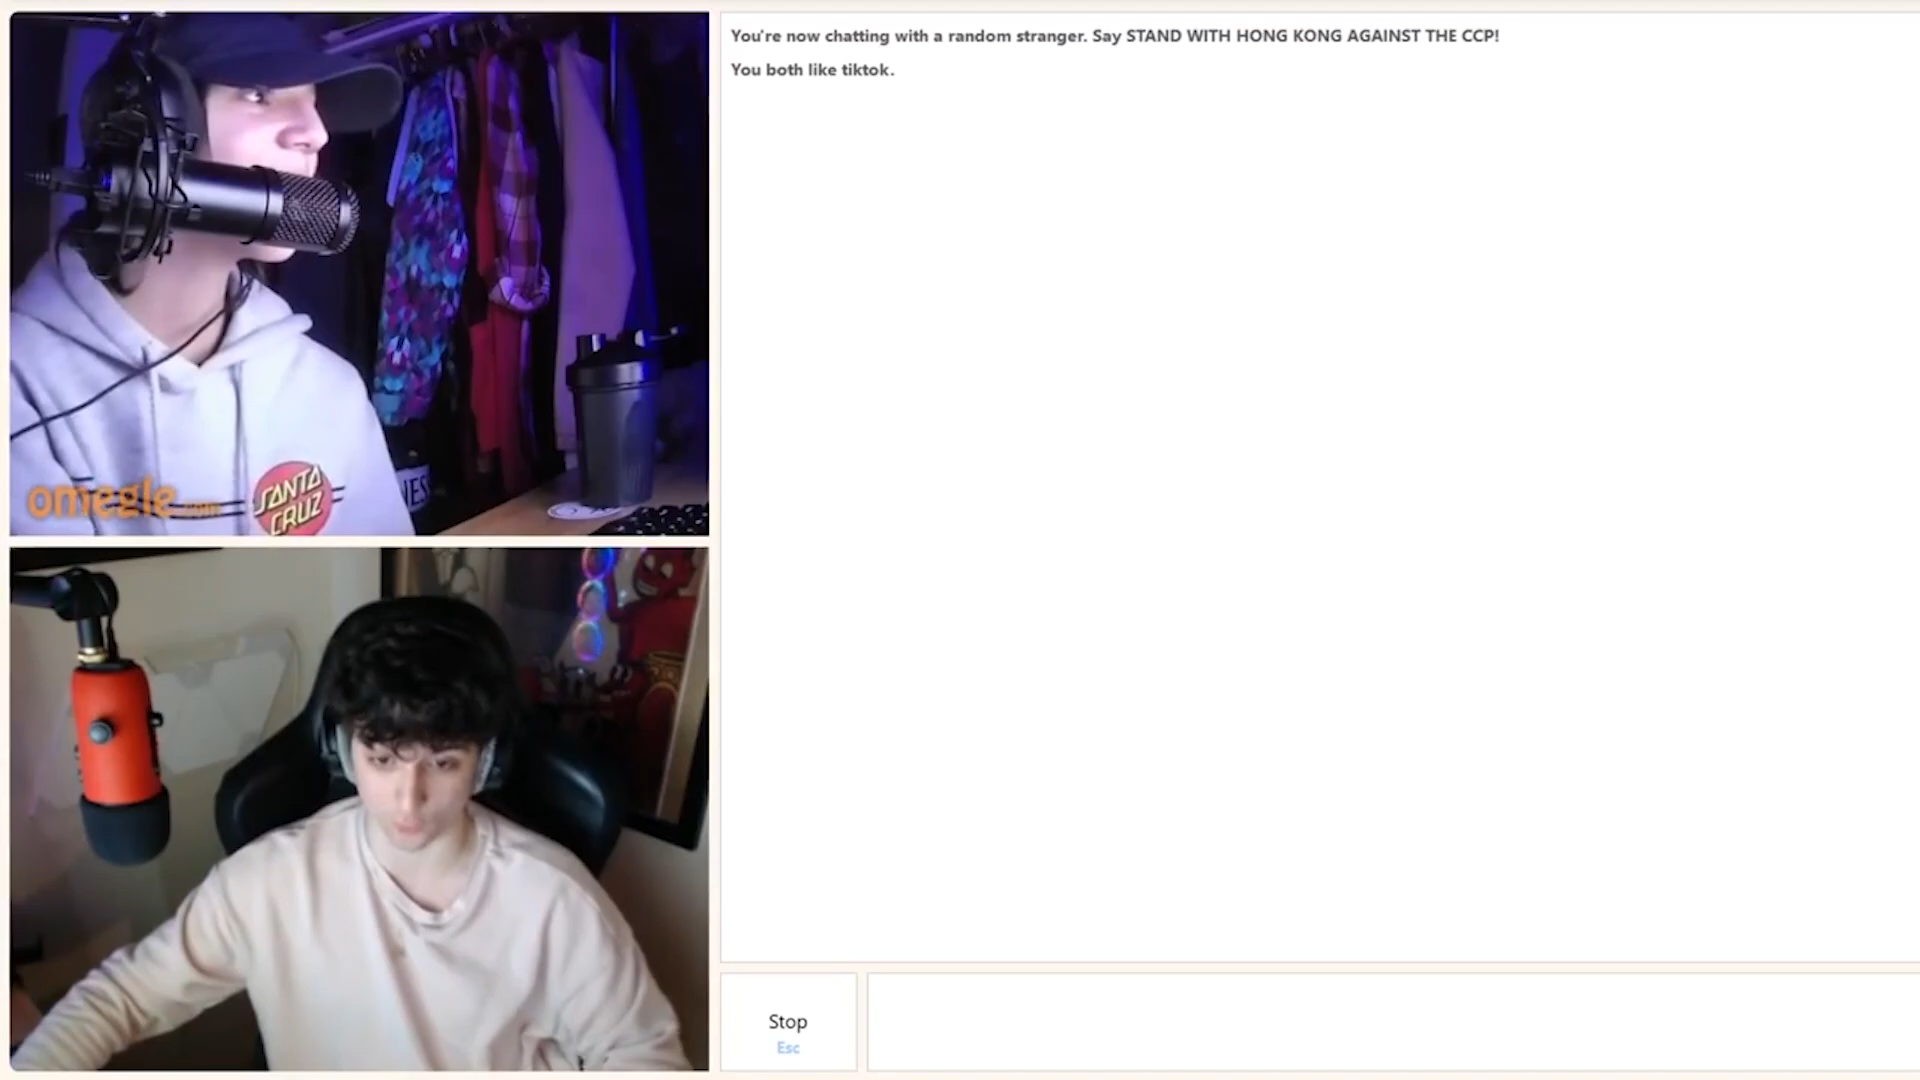 You're now chatting with a random stranger. Say STAND WITH HONG KONG AGAINST THE CCP!
You both like tiktok.
omegle.com
SANTA
CRUZ
Stop
Esc